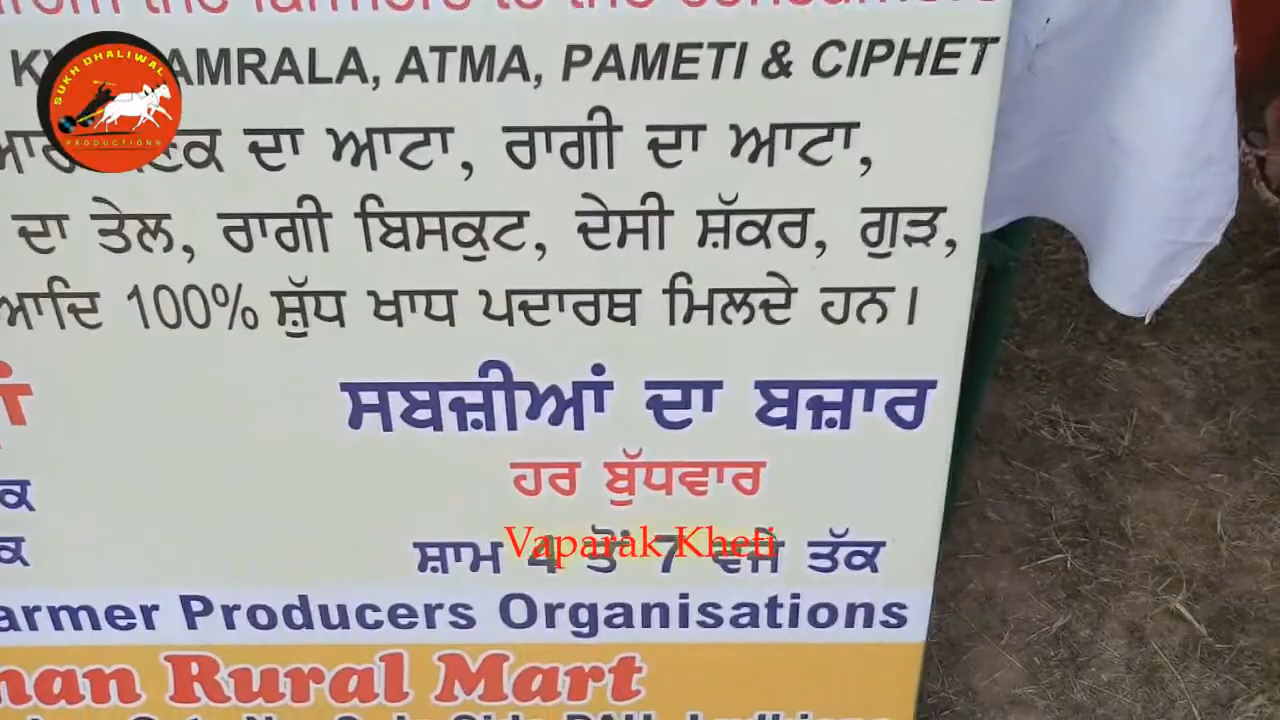 SUKH DHALIWAL
PRODUCTIONS
AMRALA, ATMA, PAMETI & CIPHET
ਦਾ ਆਟਾ, ਰਾਗੀ ਦਾ ਆਟਾ,
ਦਾ ਤੇਲ, ਰਾਗੀ ਬਿਸਕੁਟ, ਦੇਸੀ ਸ਼ੱਕਰ, ਗੁੜ,
ਆਦਿ 100% ਸ਼ੁੱਧ ਖਾਧ ਪਦਾਰਥ ਮਿਲਦੇ ਹਨ।
ਸਬਜ਼ੀਆਂ ਦਾ ਬਜ਼ਾਰ
ਹਰ ਬੁੱਧਵਾਰ
ਸ਼ਾਮ 4 ਤੋਂ 7 ਵਜੇ ਤੱਕ
Vaparak Kheti
armer Producers Organisations
nan Rural Mart